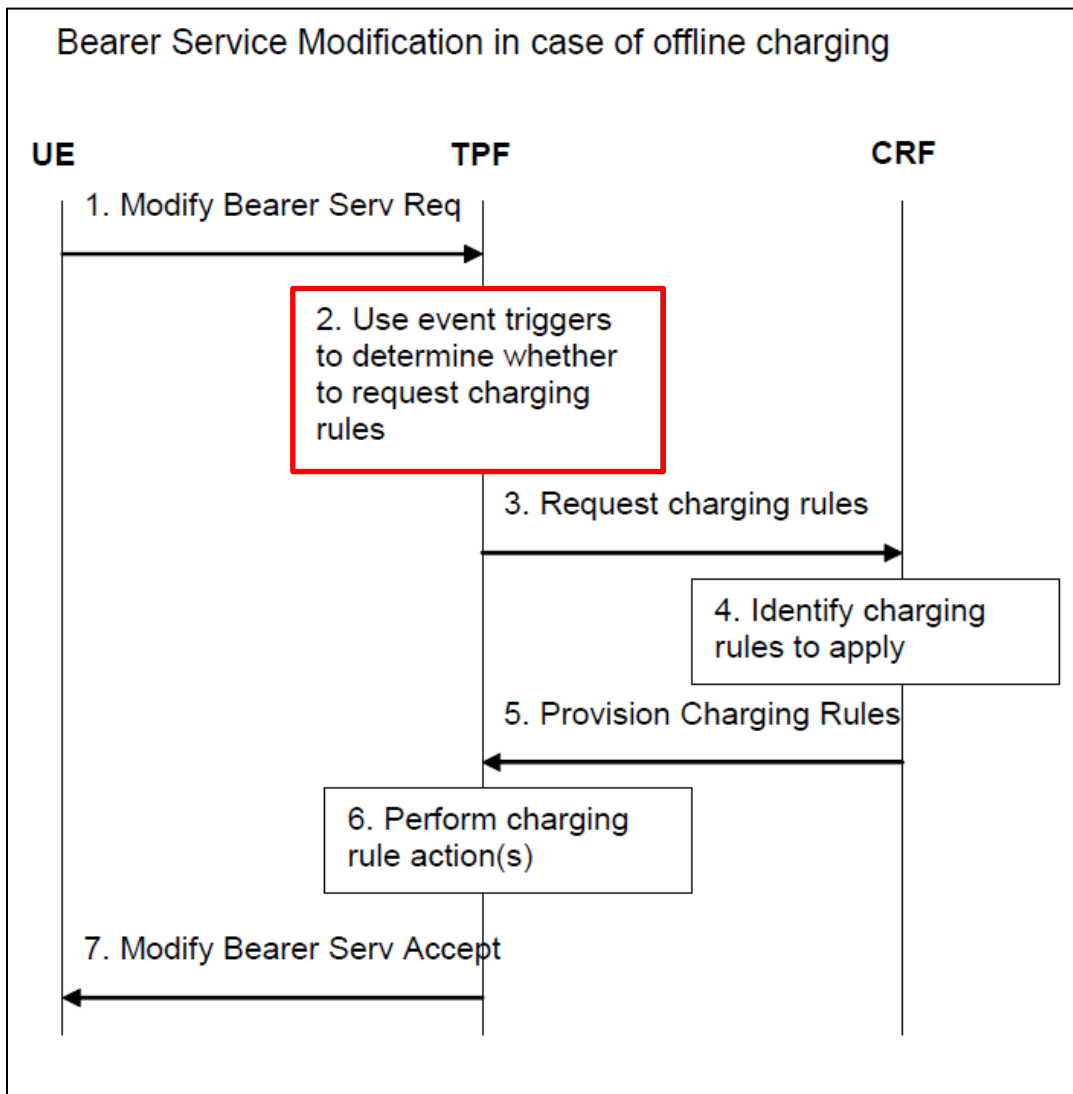 Bearer Service Modification in case of offline charging
UE
TPF
CRF
1. Modify Bearer Serv Req
2. Use event triggers
to determine whether
to request charging
rules
3. Request charging rules
4. Identify charging
rules to apply
5. Provision Charging Rules
6. Perform charging
rule action(s)
7. Modify Bearer Serv Accept